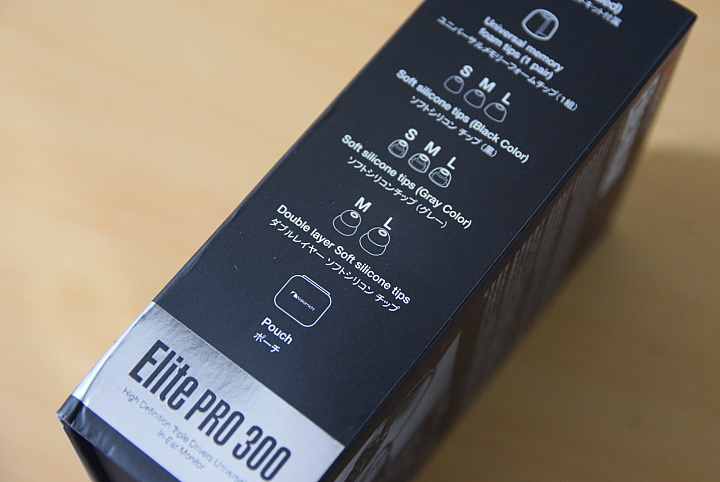 Universal memory
foam tips (1 pair)
ユニバーサルメモリーフォームチップ(1組)
S M L
Soft silicone tips (Black Color)
ソフトシリコン チップ(黒)
S M L
Soft silicone tips (Gray Color)
ソフトシリコンチップ(グレー)
M L
Double layer Soft silicone tips
ダブルレイヤー ソフトシリコン チップ
Pouch
ポーチ
Elite PRO 300
High Definition Triple Drivers
In-Ear Monitor